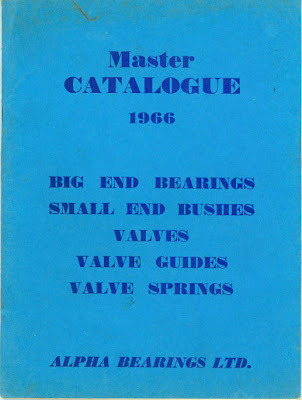 Master
CATALOGUE
1966
BIG END BEARINGS
SMALL END BUSHES
VALVES
VALVE GUIDES
VALVE SPRINGS
ALPHA BEARINGS LTD.